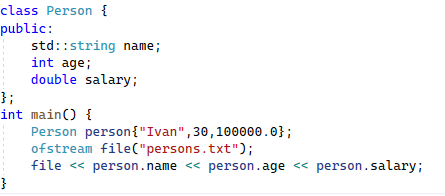 class Person {
public:
    std::string name;
    int age;
    double salary;
};
int main() {
    Person person{"Ivan",30,100000.0};
    ofstream file("persons.txt");
    file << person.name << person.age << person.salary;
}